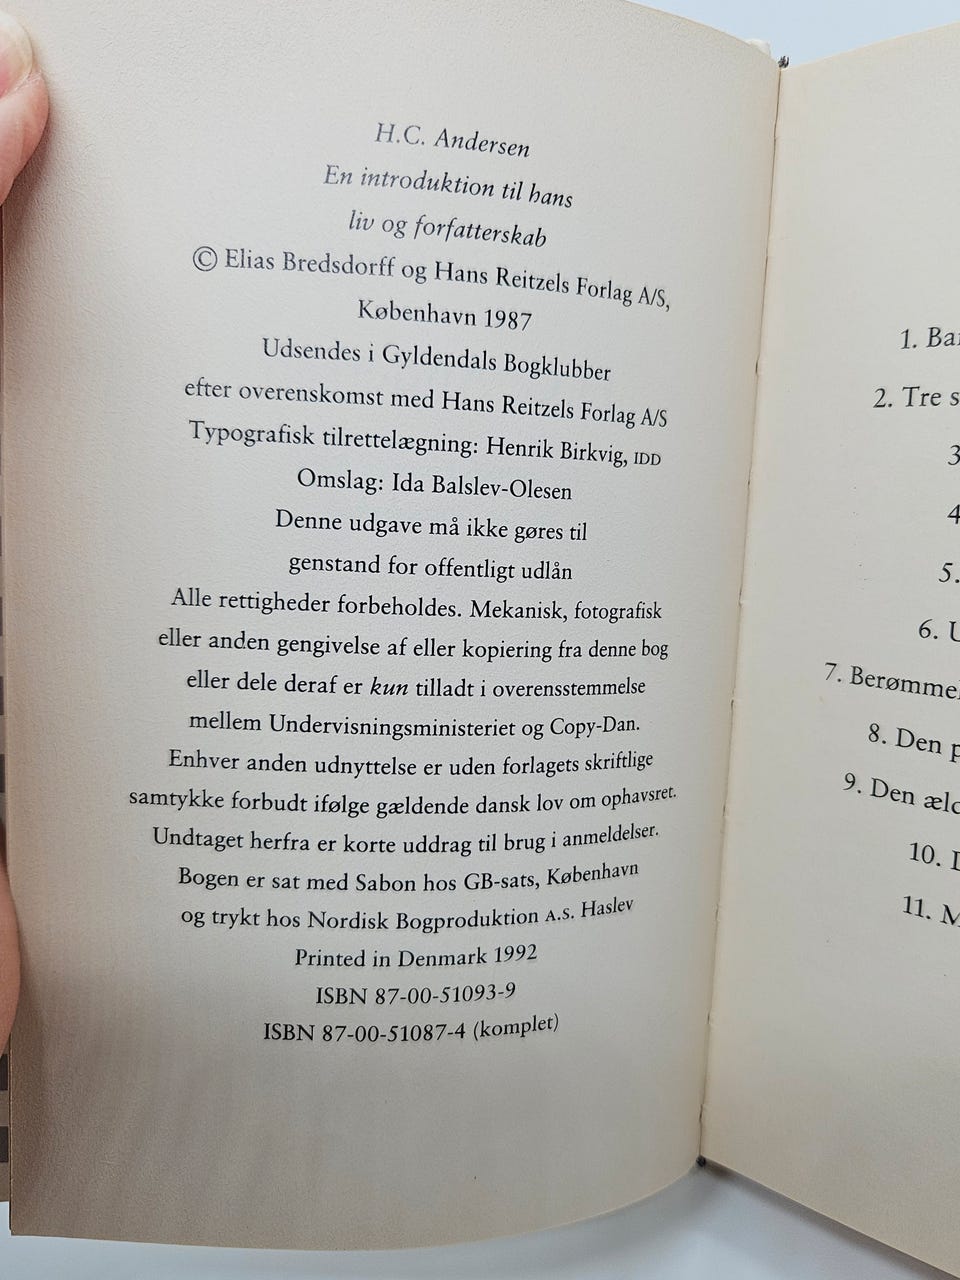 H.C. Andersen
En introduktion til hans
liv og forfatterskab
© Elias Bredsdorff og Hans Reitzels Forlag A/S,
København 1987
Udsendes i Gyldendals Bogklubber
efter overenskomst med Hans Reitzels Forlag A/S
Typografisk tilrettelægning: Henrik Birkvig, IDD
Omslag: Ida Balslev-Olesen
Denne udgave må ikke gøres til
genstand for offentligt udlån
Alle rettigheder forbeholdes. Mekanisk, fotografisk
eller anden gengivelse af eller kopiering fra denne bog
eller dele deraf er kun tilladt i overensstemmelse
mellem Undervisningsministeriet og Copy-Dan.
Enhver anden udnyttelse er uden forlagets skriftlige
samtykke forbudt ifølge gældende dansk lov om ophavsret.
Undtaget herfra er korte uddrag til brug i anmeldelser.
Bogen er sat med Sabon hos GB-sats, København
og trykt hos Nordisk Bogproduktion A.S. Haslev
Printed in Denmark 1992
ISBN 87-00-51093-9
ISBN 87-00-51087-4 (komplet)
1.
2. Tre
3
4
5.
6.
7.
8. Den
9. Den
10.
11.